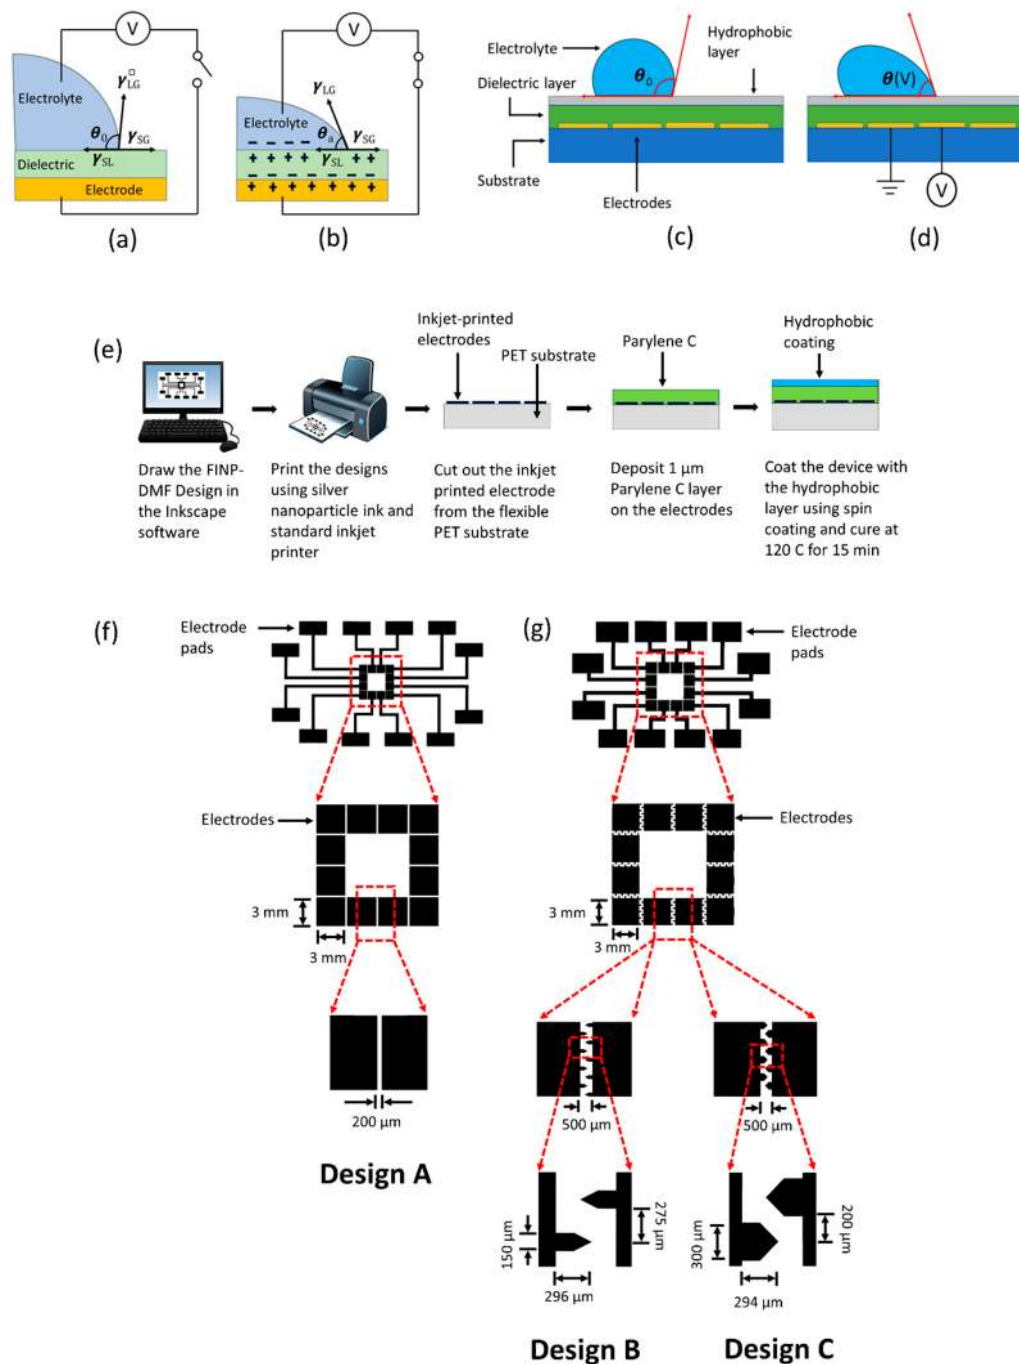 V
γLG□
Electrolyte
θ0
γSG
γSL
Dielectric
Electrode
(a)
V
γLG
Electrolyte
θa
γSG
− − − −
+ + + + γSL + +
− − − − − −
+ + + + + + +
(b)
Electrolyte
Hydrophobic
layer
θ0
Dielectric layer
Substrate
Electrodes
(c)
θ(V)
V
(d)
(e)
Inkjet-printed
electrodes
PET substrate
Parylene C
Hydrophobic
coating
Draw the FINP-
DMF Design in
the Inkscape
software
Print the designs
using silver
nanoparticle ink and
standard inkjet
printer
Cut out the inkjet
printed electrode
from the flexible
PET substrate
Deposit 1 μm
Parylene C layer
on the electrodes
Coat the device with
the hydrophobic
layer using spin
coating and cure at
120 C for 15 min
(f)
Electrode
pads
Electrodes
3 mm
3 mm
200 μm
Design A
(g)
Electrode
pads
Electrodes
3 mm
3 mm
500 μm
500 μm
150 μm
275 μm
296 μm
300 μm
200 μm
294 μm
Design B
Design C